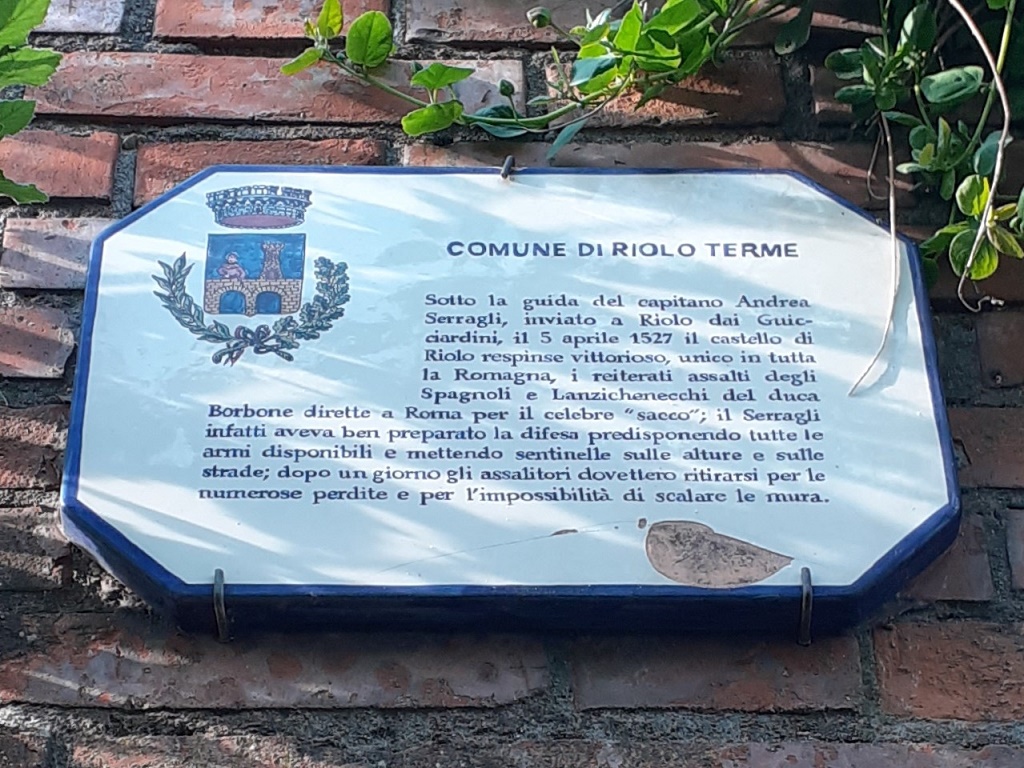 COMUNE DI RIOLO TERME
Sotto la guida del capitano Andrea
Serragli, inviato a Riolo dai Guic-
ciardini, il 5 aprile 1527 il castello di
Riolo respinse vittorioso, unico in tutta
la Romagna, i reiterati assalti degli
Spagnoli e Lanzichenecchi del duca
Borbone dirette a Roma per il celebre "sacco"; il Serragli
infatti aveva ben preparato la difesa predisponendo tutte le
armi disponibili e mettendo sentinelle sulle alture e sulle
strade; dopo un giorno gli assalitori dovettero ritirarsi per le
numerose perdite e per l'impossibilità di scalare le mura.